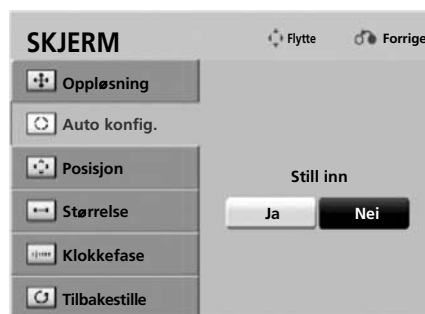 SKJERM
Flytte
Forrige
Oppløsning
Auto konfig.
Posisjon
Størrelse
Klokkefase
Tilbakestille
Still inn
Ja
Nei